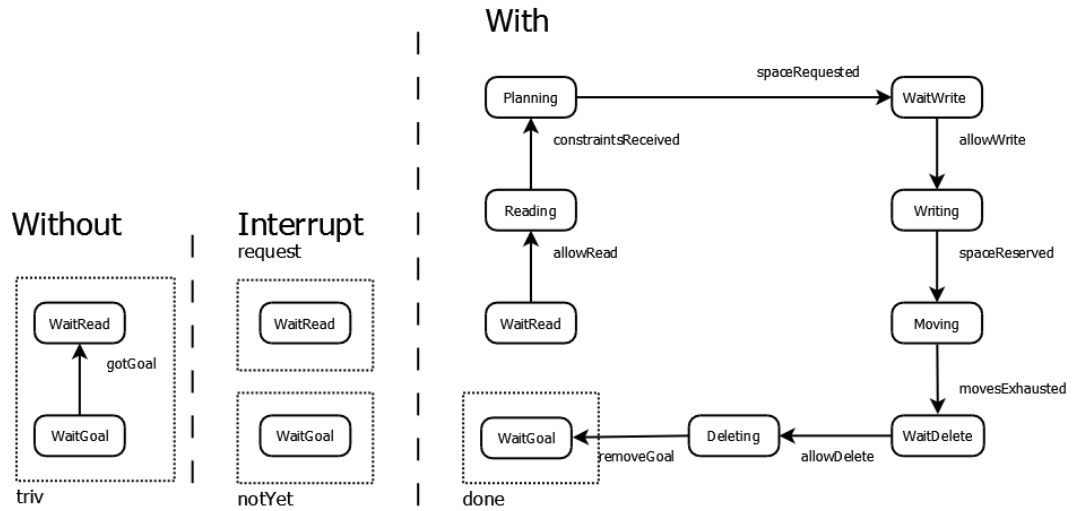 With
spaceRequested
Planning
WaitWrite
constraintsReceived
allowWrite
Without
Interrupt
request
Reading
Writing
allowRead
spaceReserved
WaitRead
WaitRead
WaitRead
Moving
gotGoal
movesExhausted
WaitGoal
WaitGoal
WaitGoal
Deleting
WaitDelete
removeGoal
allowDelete
triv
notYet
done